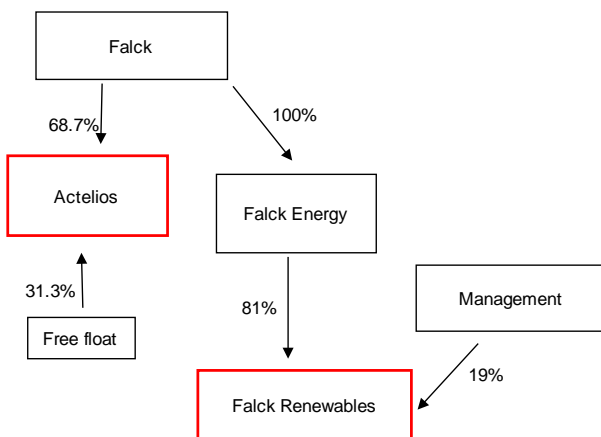 Falck
68.7%
100%
Actelios
Falck Energy
31.3%
81%
Management
Free float
19%
Falck Renewables